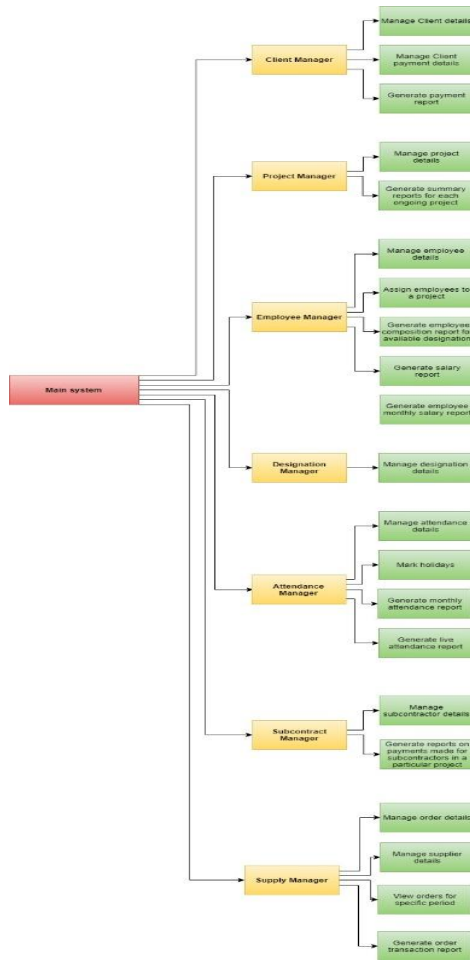 Manage Client details
Client Manager
Manage Client
payment details
Generate payment
report
Manage project
details
Project Manager
Generate summary
reports for each
ongoing project
Manage employee
details
Assign employees to
a project
Employee Manager
Generate employee
composition report for
available designation
Generate salary
report
Main system
Generate employee
monthly salary report
Designation
Manager
Manage designation
details
Manage attendance
details
Mark holidays
Attendance
Manager
Generate monthly
attendance report
Generate live
attendance report
Manage
subcontractor details
Subcontract
Manager
Generate reports on
payments made for
subcontractors in a
particular project
Manage order details
Manage supplier
details
Supply Manager
View orders for
specific period
Generate order
transaction report